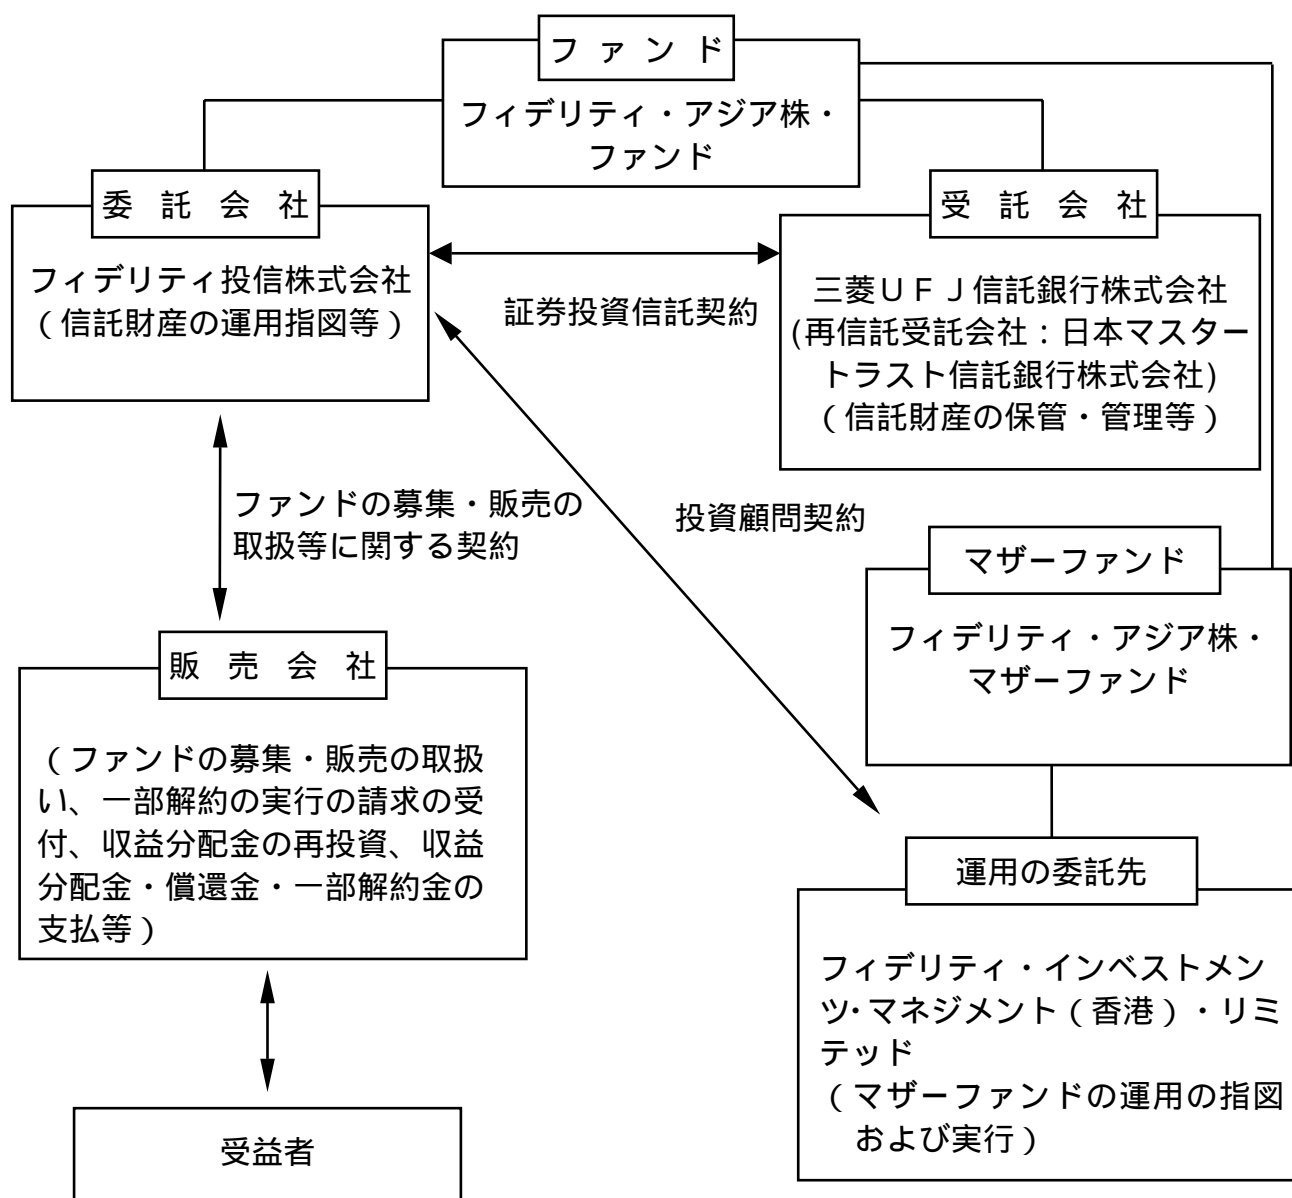 ファンド
フィデリティ・アジア株・
ファンド
委託会社
フィデリティ投信株式会社
（信託財産の運用指図等）
証券投資信託契約
受託会社
三菱ＵＦＪ信託銀行株式会社
(再信託受託会社：日本マスター
トラスト信託銀行株式会社)
（信託財産の保管・管理等）
ファンドの募集・販売の
取扱等に関する契約
投資顧問契約
マザーファンド
フィデリティ・アジア株・
マザーファンド
販売会社
（ファンドの募集・販売の取扱
い、一部解約の実行の請求の受
付、収益分配金の再投資、収益
分配金・償還金・一部解約金の
支払等）
運用の委託先
フィデリティ・インベストメン
ツ・マネジメント（香港）・リミ
テッド
（マザーファンドの運用の指図
および実行）
受益者